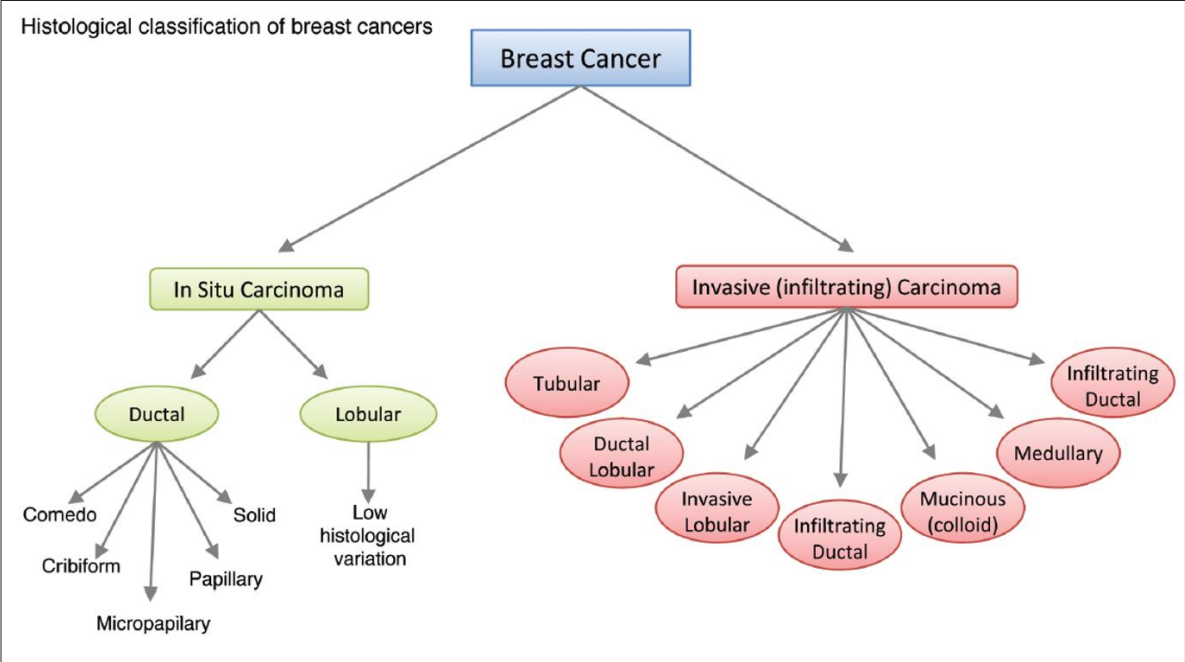 Histological classification of breast cancers
Breast Cancer
In Situ Carcinoma
Invasive (infiltrating) Carcinoma
Ductal
Lobular
Comedo
Cribiform
Micropapilary
Papillary
Solid
Low
histological
variation
Tubular
Ductal
Lobular
Invasive
Lobular
Infiltrating
Ductal
Mucinous
(colloid)
Medullary
Infiltrating
Ductal